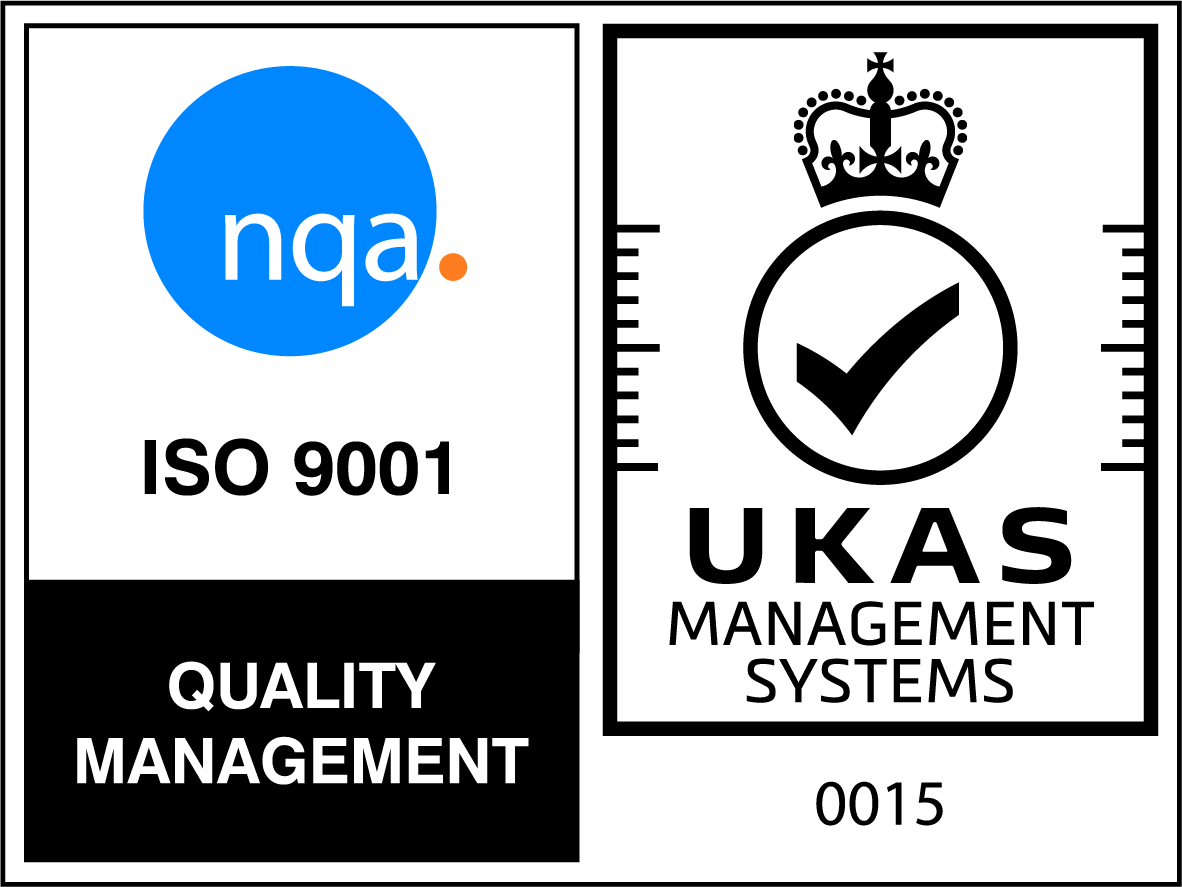 nqa.
ISO 9001
QUALITY
MANAGEMENT
UKAS
MANAGEMENT
SYSTEMS
0015